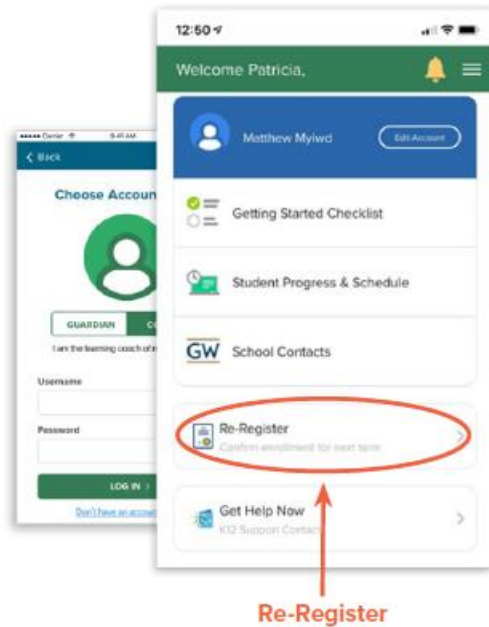 12:50
Welcome Patricia,
Matthew Myiwd
Edit Account
Getting Started Checklist
Student Progress & Schedule
GW School Contacts
Re-Register
Confirm enrollment for next term
Get Help Now
K12 Support Contacts
Carrier 9:41 AM
Back
Choose Accoun
GUARDIAN
I am the learning coach of
Username
Password
LOG IN
Don't have an accoun
Re-Register